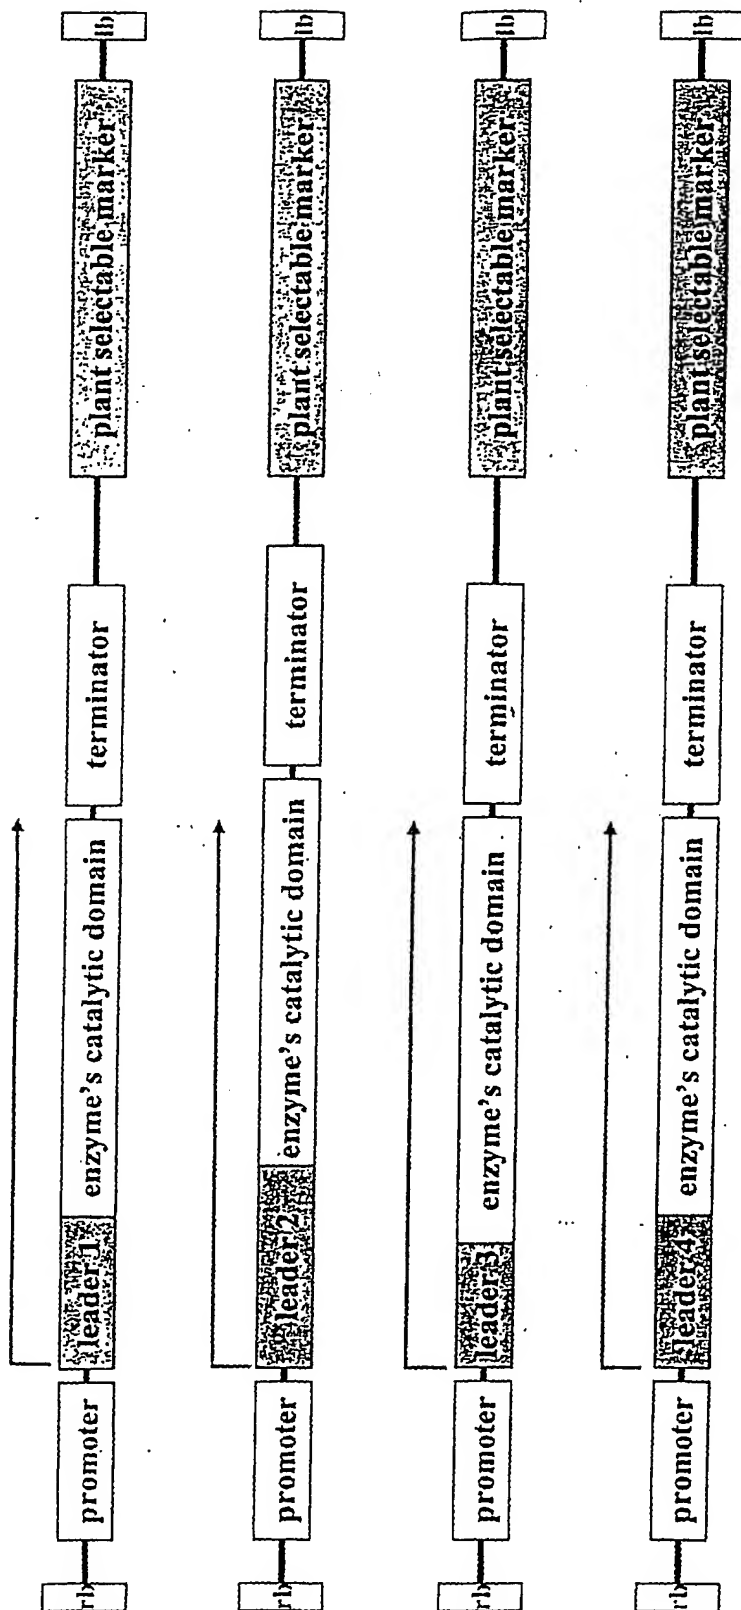 rb promoter leader 1 enzyme's catalytic domain terminator plant selectable marker lb
rb promoter leader 2 enzyme's catalytic domain terminator plant selectable marker lb
rb promoter leader 3 enzyme's catalytic domain terminator plant selectable marker lb
rb promoter leader 4 enzyme's catalytic domain terminator plant selectable marker lb